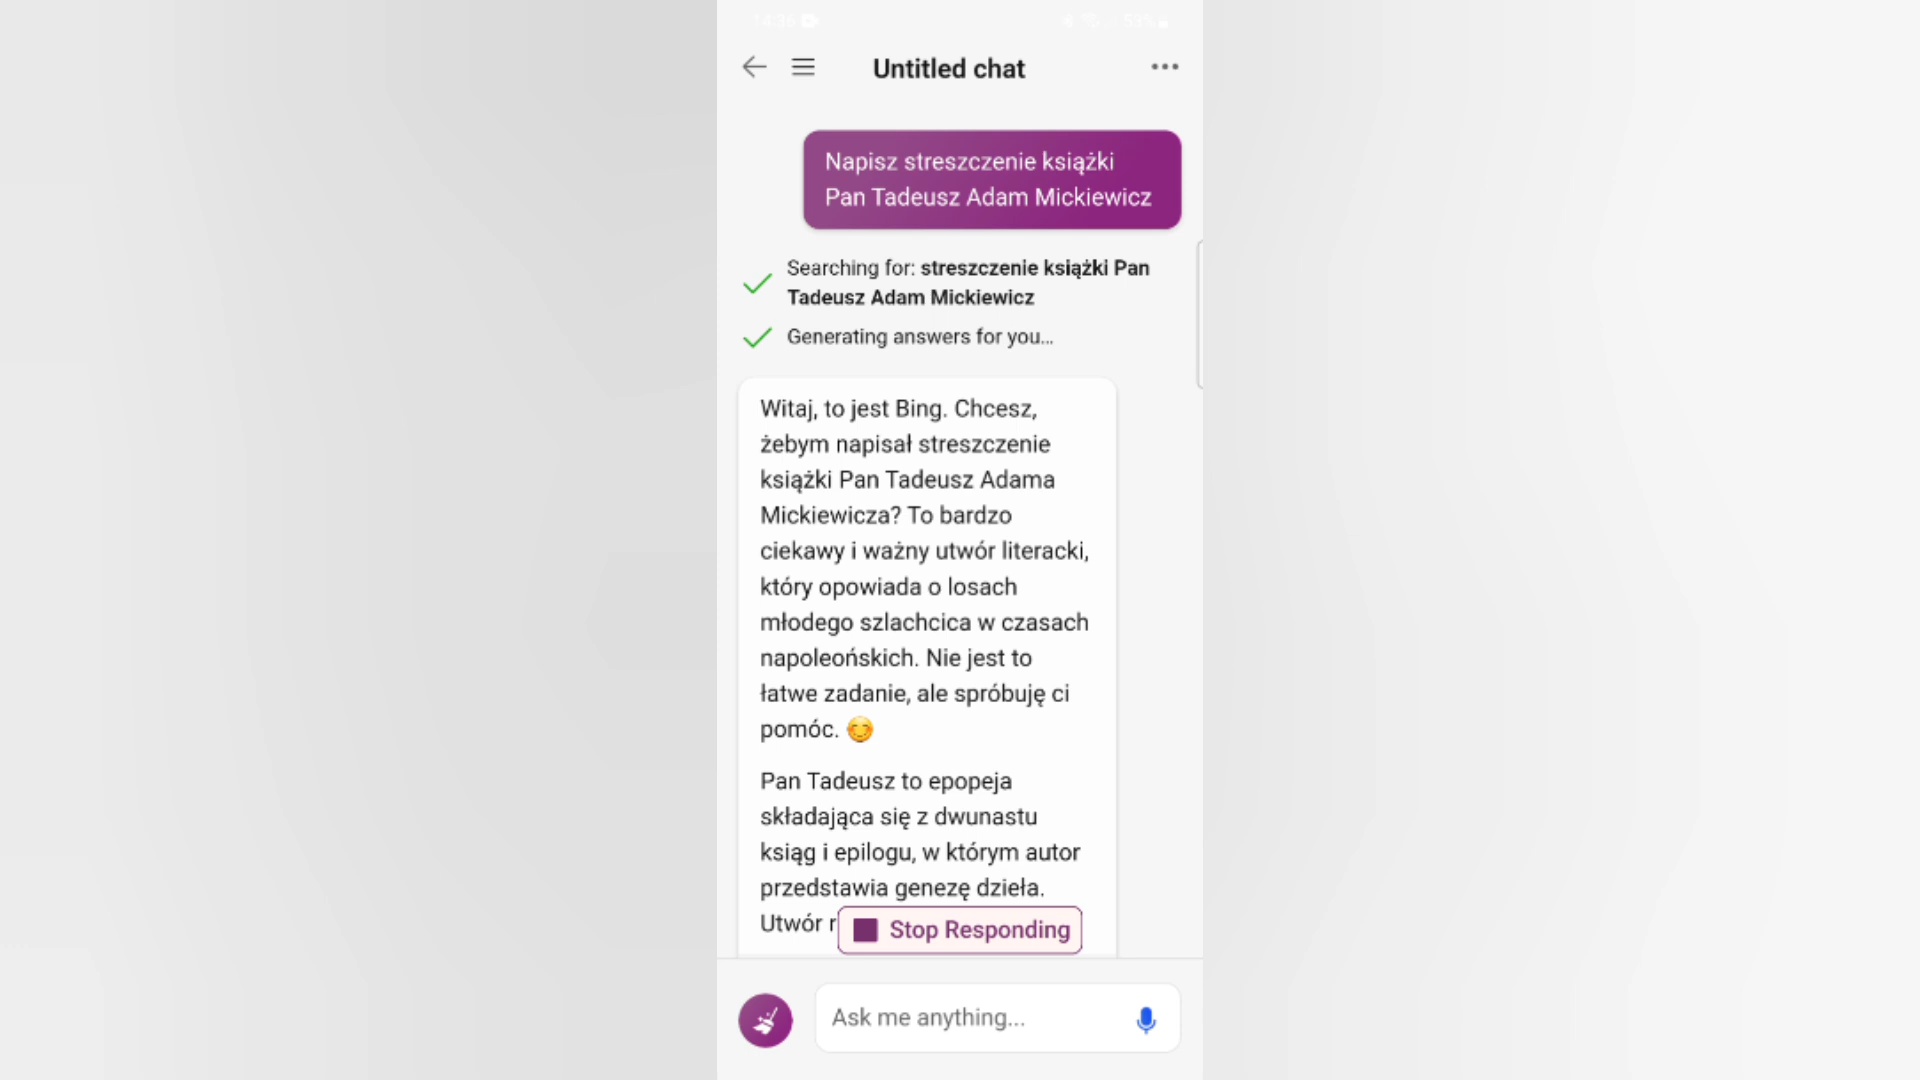 14:36
53%
Untitled chat
Napisz streszczenie książki
Pan Tadeusz Adam Mickiewicz
Searching for: streszczenie książki Pan
Tadeusz Adam Mickiewicz
Generating answers for you...
Witaj, to jest Bing. Chcesz,
żebym napisał streszczenie
książki Pan Tadeusz Adama
Mickiewicza? To bardzo
ciekawy i ważny utwór literacki,
który opowiada o losach
młodego szlachcica w czasach
napoleońskich. Nie jest to
łatwe zadanie, ale spróbuję ci
pomóc. 😊
Pan Tadeusz to epopeja
składająca się z dwunastu
ksiąg i epilogu, w którym autor
przedstawia genezę dzieła.
Utwór r
Stop Responding
Ask me anything...